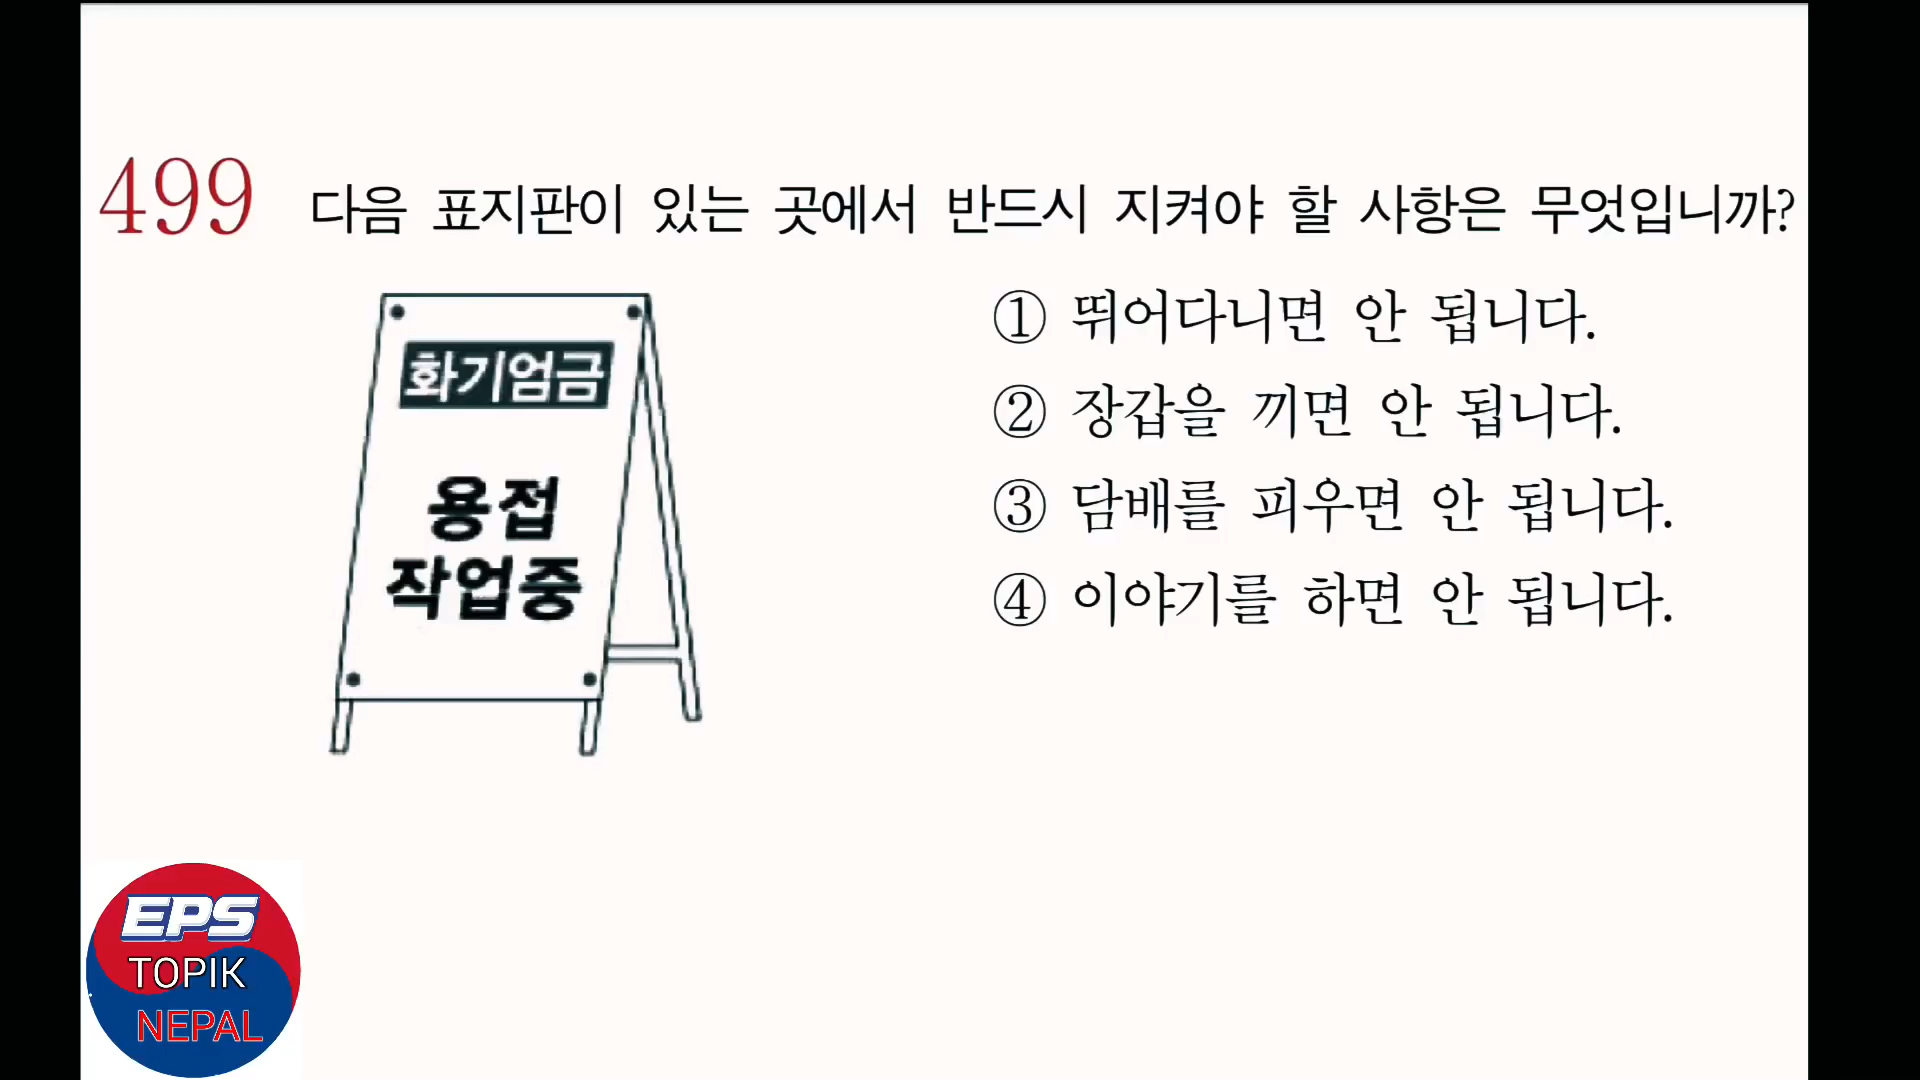 499 다음 표지판이 있는 곳에서 반드시 지켜야 할 사항은 무엇입니까?
화기엄금
용접
작업중
① 뛰어다니면 안 됩니다.
② 장갑을 끼면 안 됩니다.
③ 담배를 피우면 안 됩니다.
④ 이야기를 하면 안 됩니다.
EPS
TOPIK
NEPAL